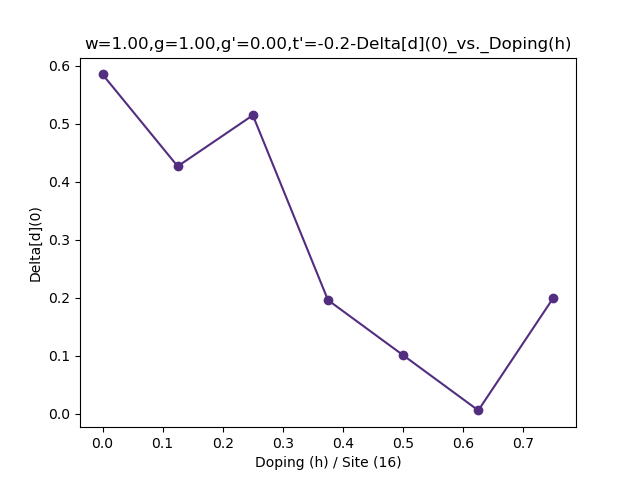 w=1.00,g=1.00,g'=0.00,t'=-0.2-Delta[d](0)_vs._Doping(h)
0.6
0.5
0.4
0.3
0.2
0.1
0.0
Delta[d](0)
0.0 0.1 0.2 0.3 0.4 0.5 0.6 0.7
Doping (h) / Site (16)